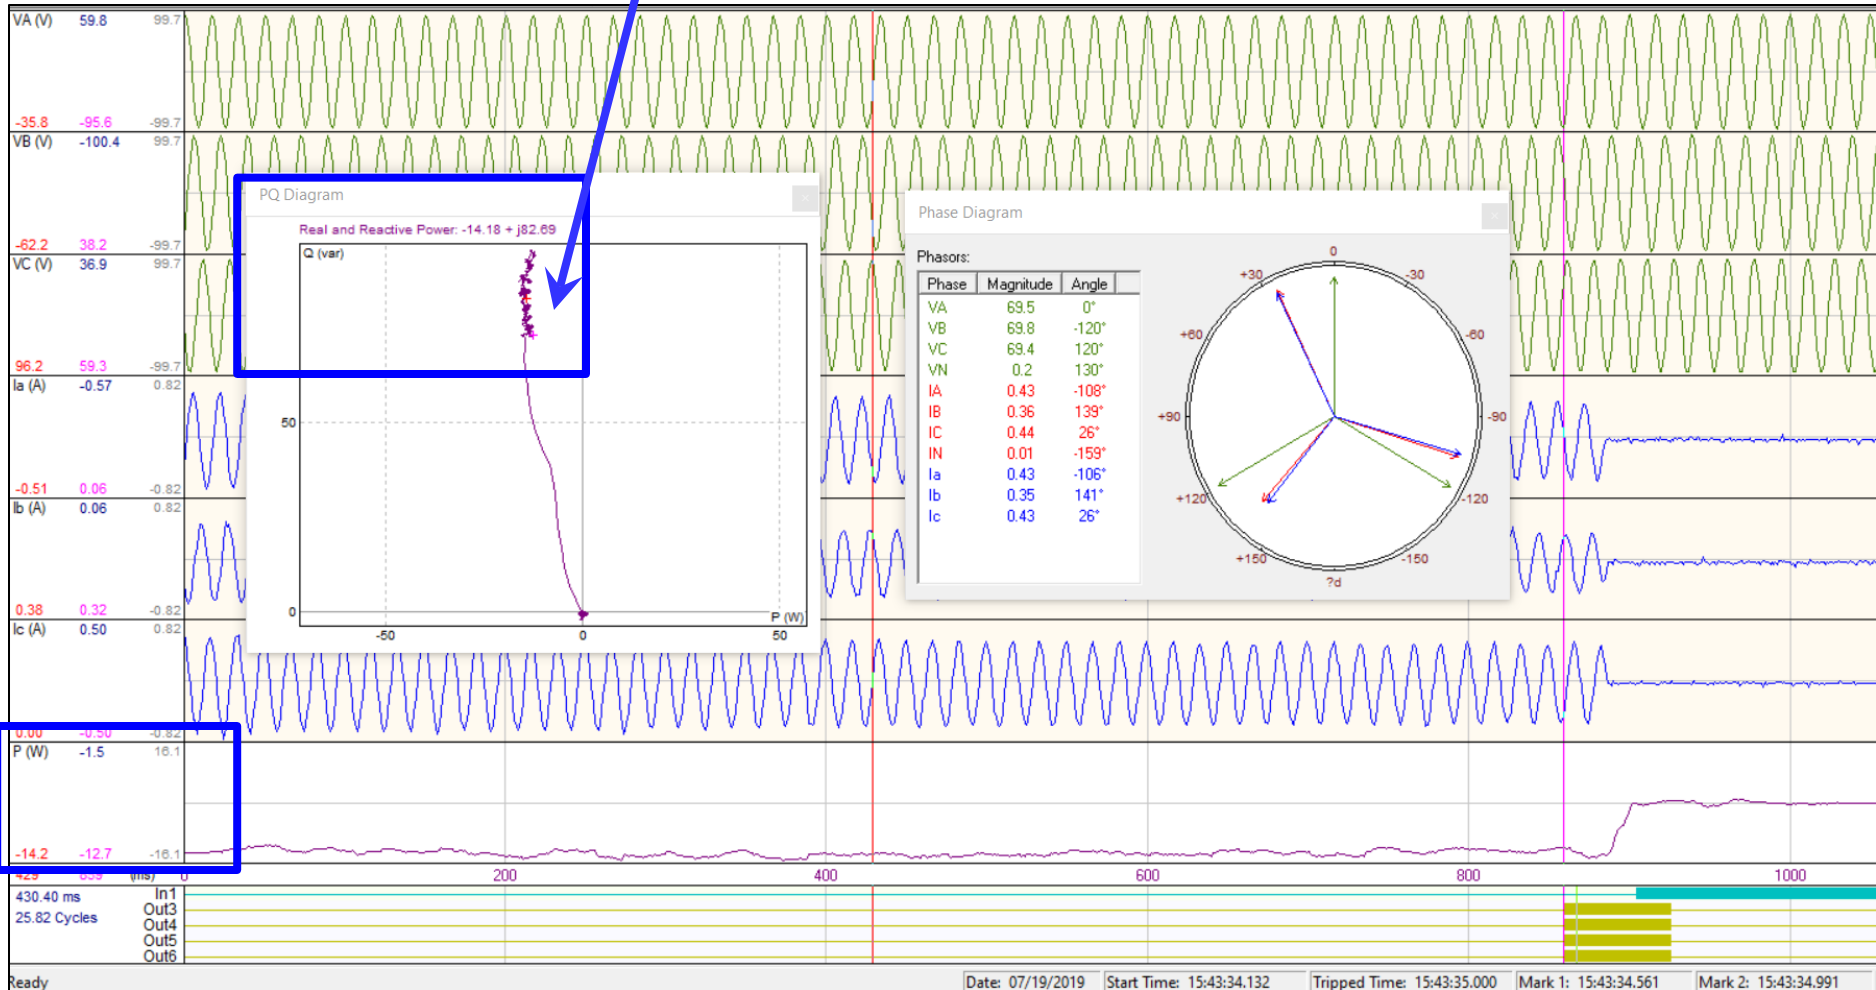 VA (V) 59.8 99.7
-35.8 -95.6 -99.7
VB (V) -100.4 99.7
-62.2 38.2 -99.7
VC (V) 36.9 99.7
96.2 59.3 -99.7
Ia (A) -0.57 0.82
-0.51 0.06 -0.82
Ib (A) 0.06 0.82
0.38 0.32 -0.82
Ic (A) 0.50 0.82
0.00 -0.50 -0.82
P (W) -1.5 16.1
-14.2 -12.7 -16.1
PQ Diagram
Real and Reactive Power: -14.18 + j82.69
Q (var)
50
0
P (W)
-50 0 50
Phase Diagram
Phasors:
Phase Magnitude Angle
VA 69.5 0°
VB 69.8 -120°
VC 69.4 120°
VN 0.2 130°
IA 0.43 -108°
IB 0.36 139°
IC 0.44 26°
IN 0.01 -159°
Ia 0.43 -106°
Ib 0.35 141°
Ic 0.43 26°
0
+30 -30
+60 -60
+90 -90
+120 -120
+150 -150
?d
429 859 (ms) 0 200 400 600 800 1000
430.40 ms
25.82 Cycles
In1
Out3
Out4
Out5
Out6
Ready
Date: 07/19/2019 Start Time: 15:43:34.132 Tripped Time: 15:43:35.000 Mark 1: 15:43:34.561 Mark 2: 15:43:34.991